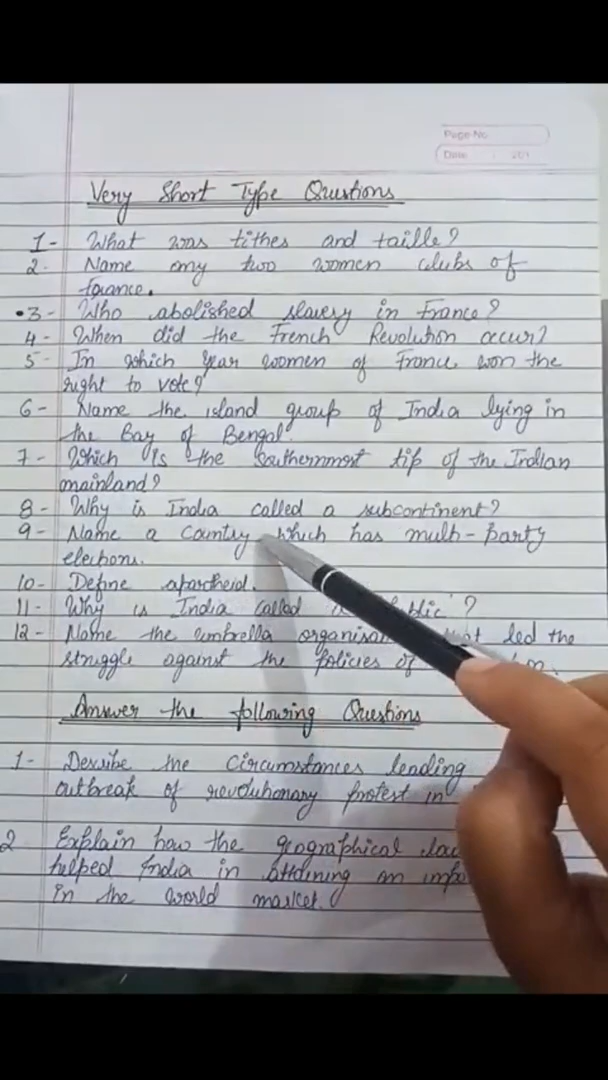 Page No.
Date : 201
Very Short Type Questions
1- What was tithes and taille?
2- Name any two women clubs of
france.
•3- Who abolished slavery in France?
4- When did the French Revolution occur?
5- In which year women of France won the
right to vote?
6- Name the island group of India lying in
the Bay of Bengal.
7- Which is the Southernmost tip of the Indian
mainland?
8- Why is India called a subcontinent?
9- Name a Country which has multi-party
elections.
10- Define apartheid.
11- Why is India called ?
12- Name the umbrella led the
struggle against the policies of
Answer the following Questions
1- Describe the Circumstances leading
outbreak of revolutionary protest in
2 Explain how the geographical
helped India in attaining an
in the world market.